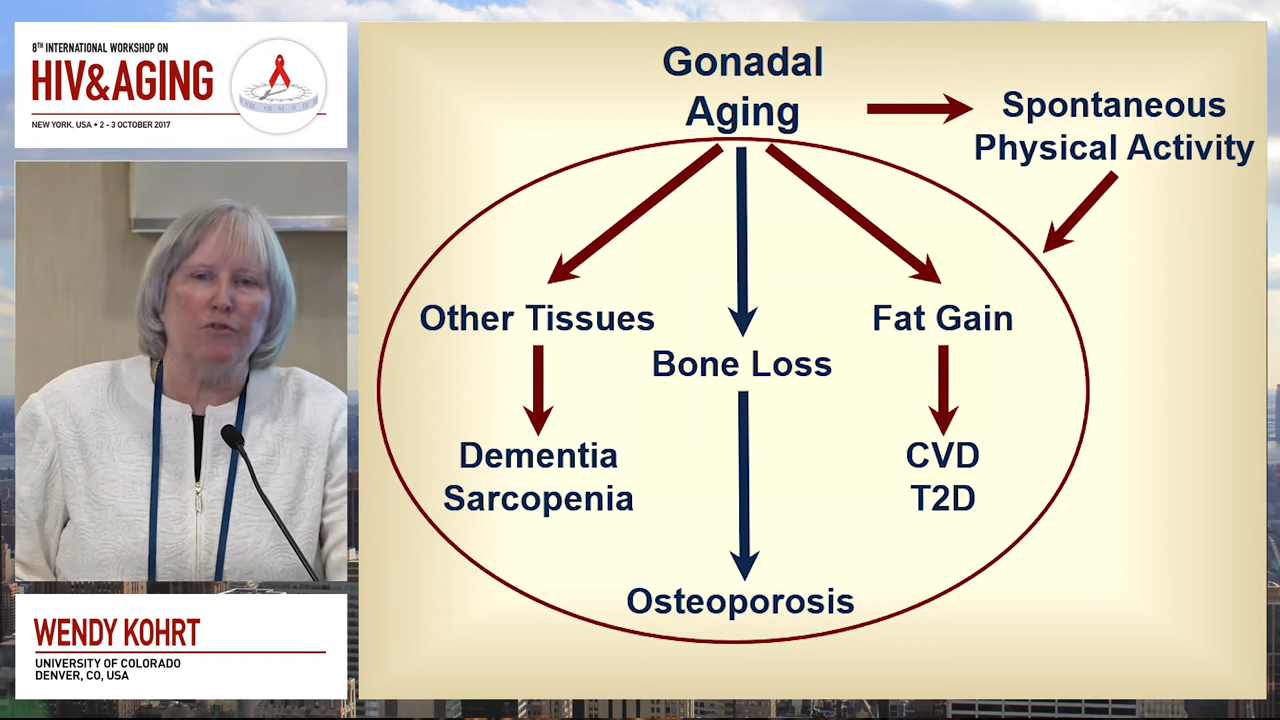 8TH INTERNATIONAL WORKSHOP ON
HIV&AGING
NEW YORK, USA • 2 - 3 OCTOBER 2017
WENDY KOHRT
UNIVERSITY OF COLORADO
DENVER, CO, USA
Gonadal
Aging
Spontaneous
Physical Activity
Other Tissues
Bone Loss
Fat Gain
Dementia
Sarcopenia
CVD
T2D
Osteoporosis